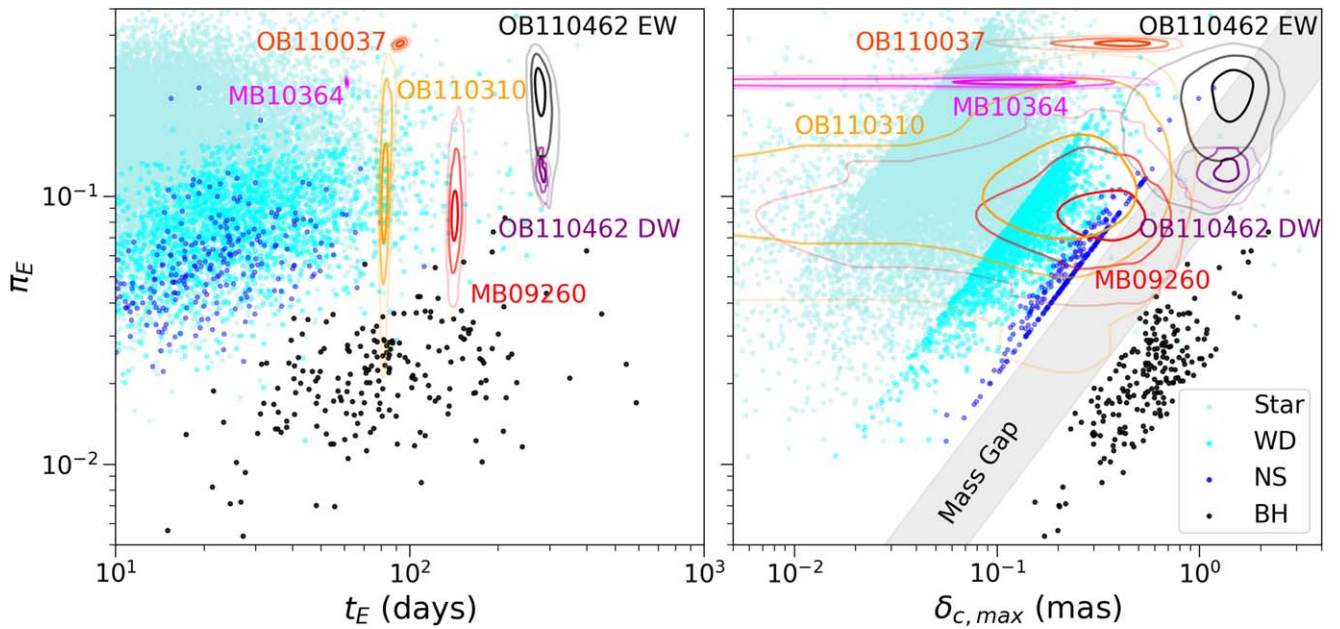 OB110462 EW
OB110037
MB10364
OB110310
OB110462 DW
MB09260
10^{-1}
10^{-2}
π_E
10^1
10^2
10^3
t_E (days)
OB110462 EW
OB110037
MB10364
OB110310
OB110462 DW
MB09260
Mass Gap
Star
WD
NS
BH
10^{-2}
10^{-1}
10^0
δ_{c, max} (mas)